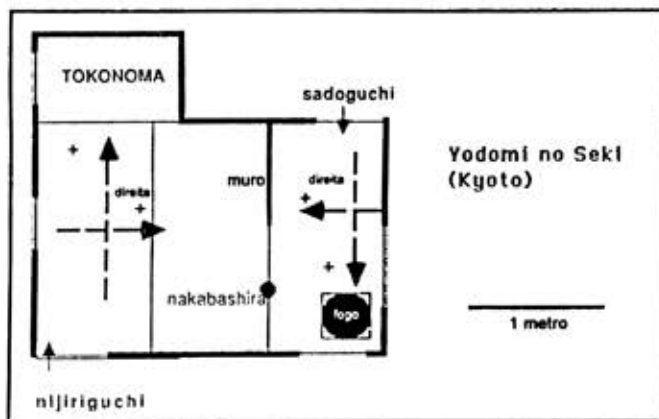 TOKONOMA
sadoguchi
Yodomi no Seki
(Kyoto)
muro
direita
direita
nakabashira
fogo
1 metro
nijiriguchi